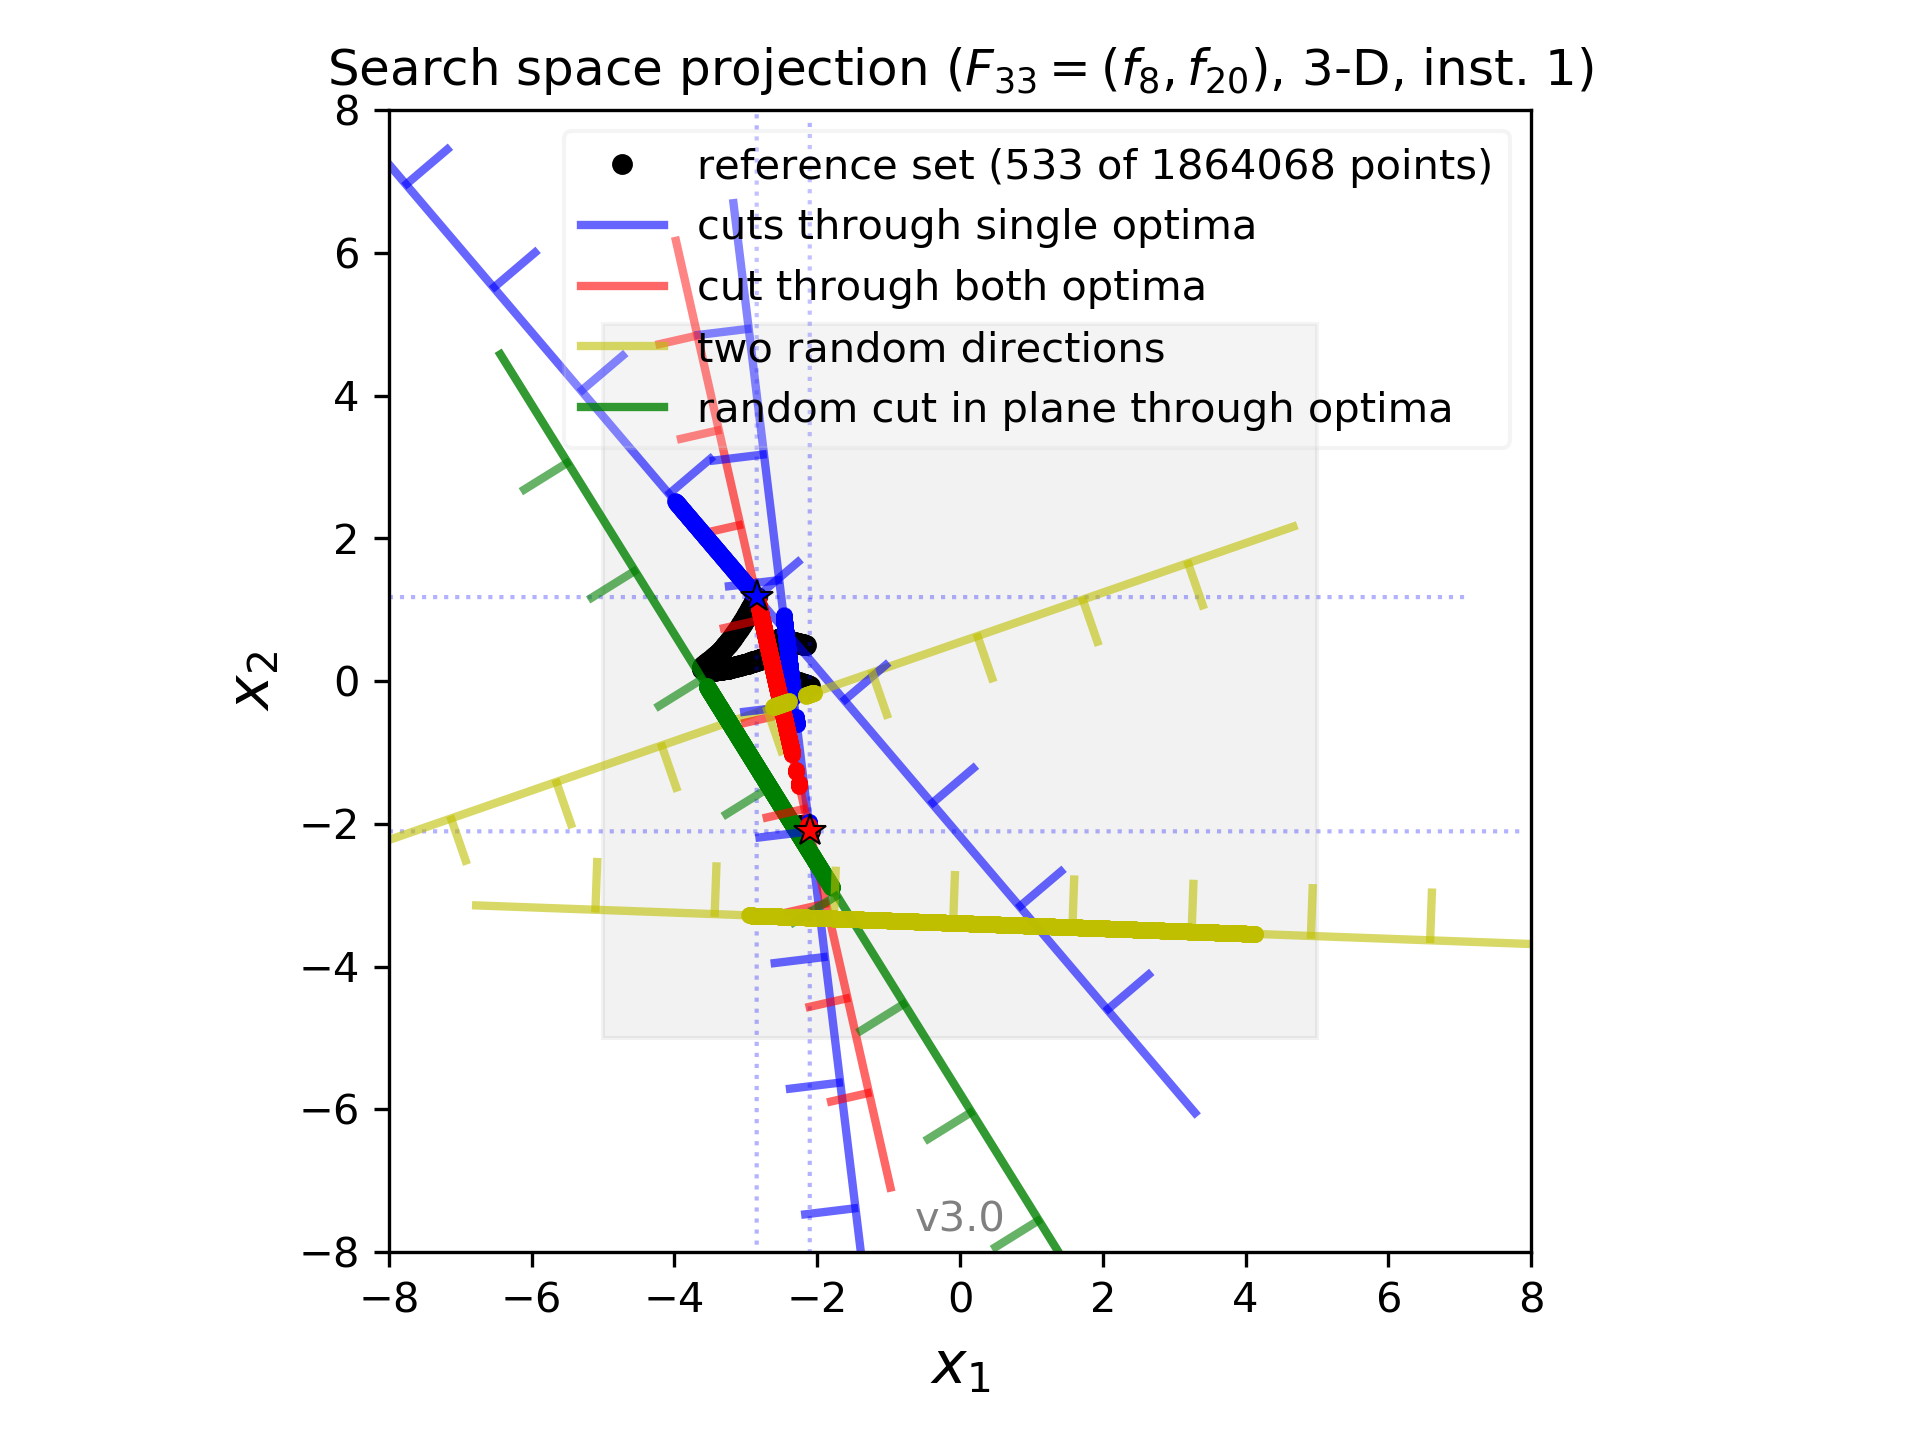 Search space projection (F₃₃ = (f₈, f₂₀), 3-D, inst. 1)
reference set (533 of 1864068 points)
cuts through single optima
cut through both optima
two random directions
random cut in plane through optima
8
6
4
2
0
−2
−4
−6
−8
x₂
v3.0
−8 −6 −4 −2 0 2 4 6 8
x₁